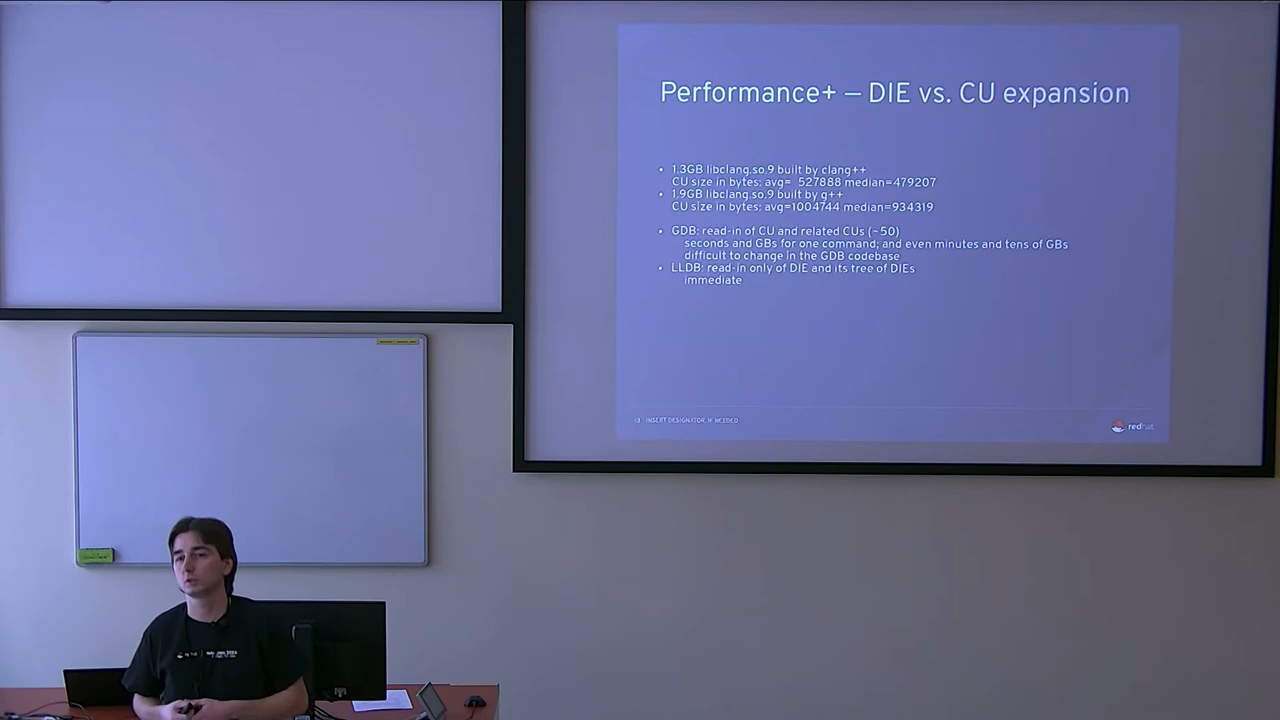 Performance+ – DIE vs. CU expansion
• 1.3GB libclang.so.9 built by clang++
CU size in bytes: avg= 527888 median=479207
• 1.9GB libclang.so.9 built by g++
CU size in bytes: avg=1004744 median=934319
• GDB: read-in of CU and related CUs (~50)
seconds and GBs for one command; and even minutes and tens of GBs
difficult to change in the GDB codebase
• LLDB: read-in only of DIE and its tree of DIEs
immediate
INSERT DESIGNATOR, IF NEEDED
redhat